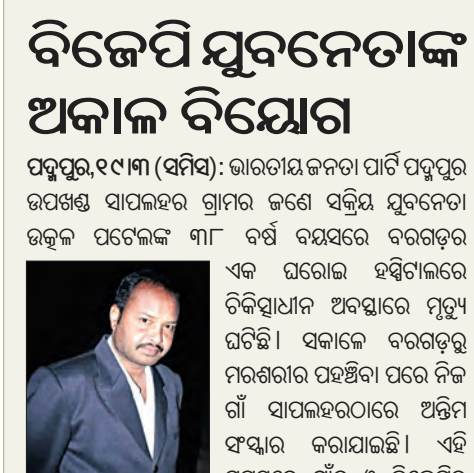 ବିଜେପି ଯୁବନେତାଙ୍କ
ଅକାଳ ବିୟୋଗ
ପଦ୍ମପୁର,୧୯।୩ (ସମିସ): ଭାରତୀୟ ଜନତା ପାର୍ଟି ପଦ୍ମପୁର
ଉପଖଣ୍ଡ ସାପଲହର ଗ୍ରାମର ଜଣେ ସକ୍ରିୟ ଯୁବନେତା
ଉତ୍କଳ ପଟେଲଙ୍କ ୩୮ ବର୍ଷ ବୟସରେ ବରଗଡ଼ର
ଏକ ଘରୋଇ ହସ୍ପିଟାଲରେ
ଚିକିତ୍ସାଧୀନ ଅବସ୍ଥାରେ ମୃତ୍ୟୁ
ଘଟିଛି। ସକାଳେ ବରଗଡ଼ରୁ
ମରଶରୀର ପହଞ୍ଚିବା ପରେ ନିଜ
ଗାଁ ସାପଲହରଠାରେ ଅନ୍ତିମ
ସଂସ୍କାର କରାଯାଇଛି। ଏହି